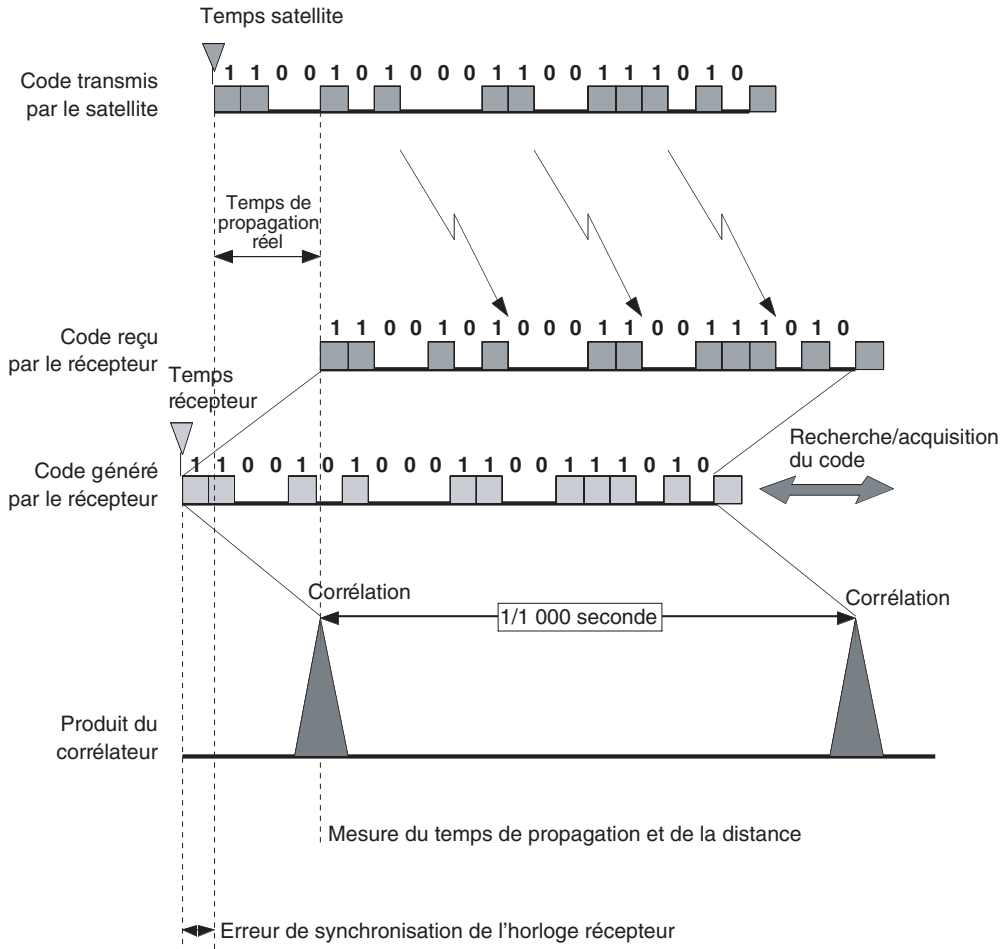 Temps satellite
1 1 0 0 1 0 1 0 0 0 1 1 0 0 1 1 1 0 1 0
Code transmis
par le satellite
Temps de
propagation
réel
1 1 0 0 1 0 1 0 0 0 1 1 0 0 1 1 1 0 1 0
Code reçu
par le récepteur
Temps
récepteur
1 1 0 0 1 0 1 0 0 0 1 1 0 0 1 1 1 0 1 0
Code généré
par le récepteur
Recherche/acquisition
du code
Corrélation
1/1 000 seconde
Corrélation
Produit du
corrélateur
Mesure du temps de propagation et de la distance
Erreur de synchronisation de l'horloge récepteur